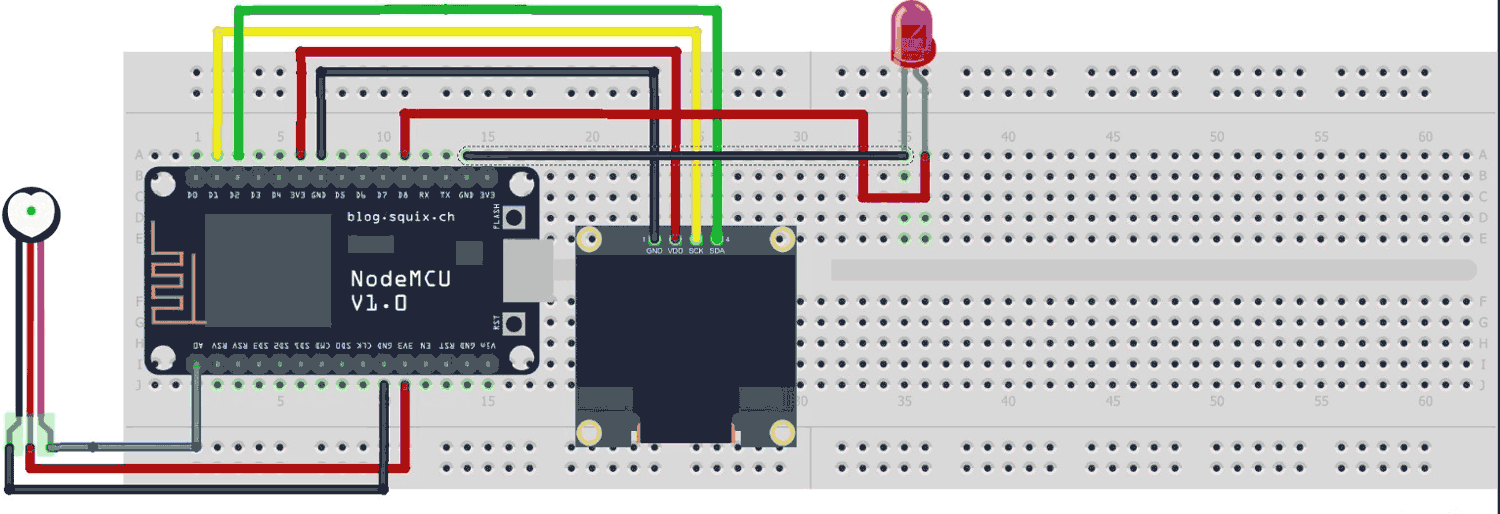 1 5 10 15 20 25 30 35 40 45 50 55 60
A A
B B
C C
D D
E E
D0 D1 D2 D3 D4 3V3 GND D5 D6 D7 D8 RX TX GND 3V3
FLASH
blog.squix.ch
NodeMCU
V1.0
RST
A0 RSV RSV SD3 SD2 SD1 CMD SD0 CLK GND 3V3 EN RST GND Vin
1 4
GND VDD SCK SDA
F F
G G
H H
I I
J J
5 15 30 35 40 45 50 55 60